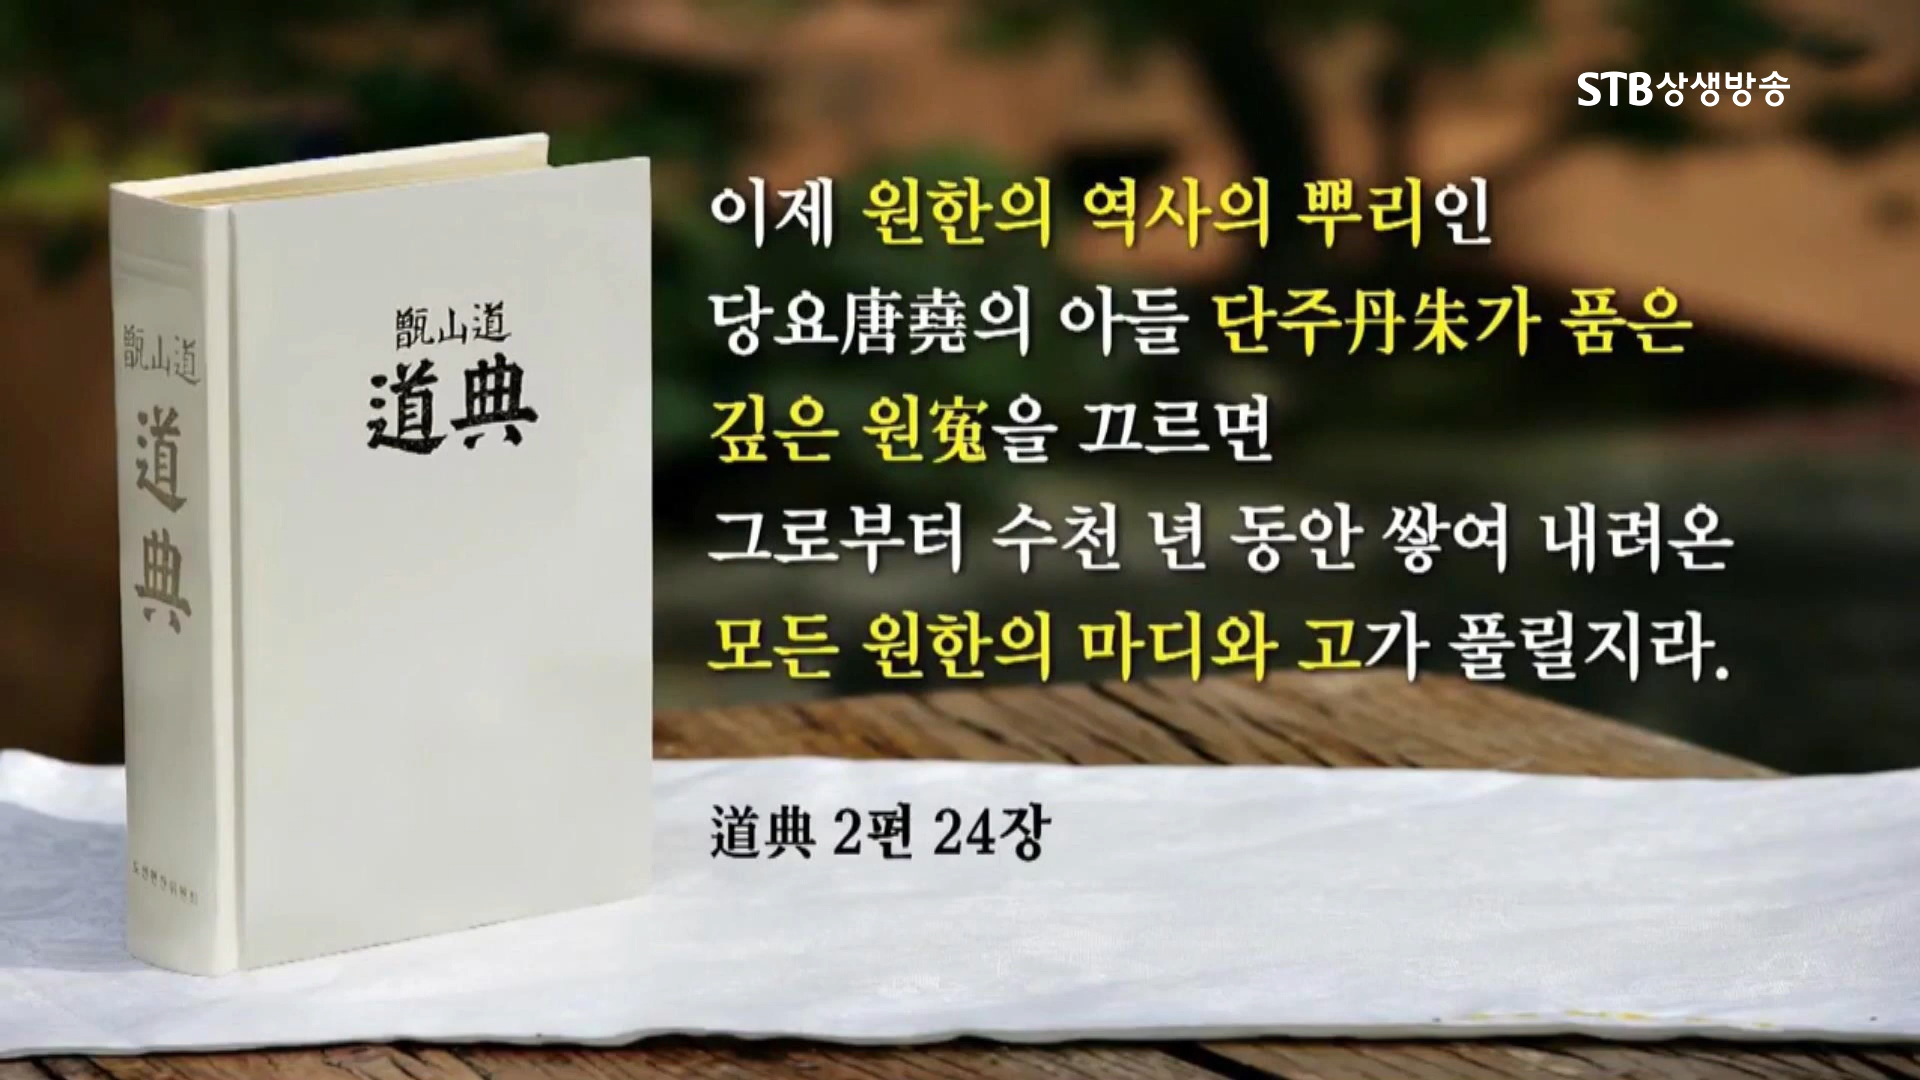 STB상생방송
甑山道
道典
甑山道
道典
이제 원한의 역사의 뿌리인
당요唐堯의 아들 단주丹朱가 품은
깊은 원寃을 끄르면
그로부터 수천 년 동안 쌓여 내려온
모든 원한의 마디와 고가 풀릴지라.
道典 2편 24장